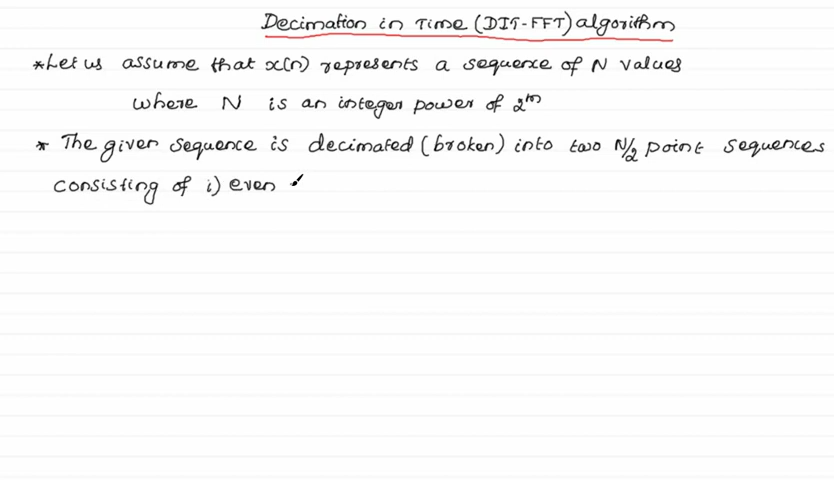 Decimation in Time (DIT-FFT) algorithm
*Let us assume that x(n) represents a sequence of N values
where N is an integer power of 2ᵐ
* The given sequence is decimated (broken) into two N/2 point sequences
consisting of i) even